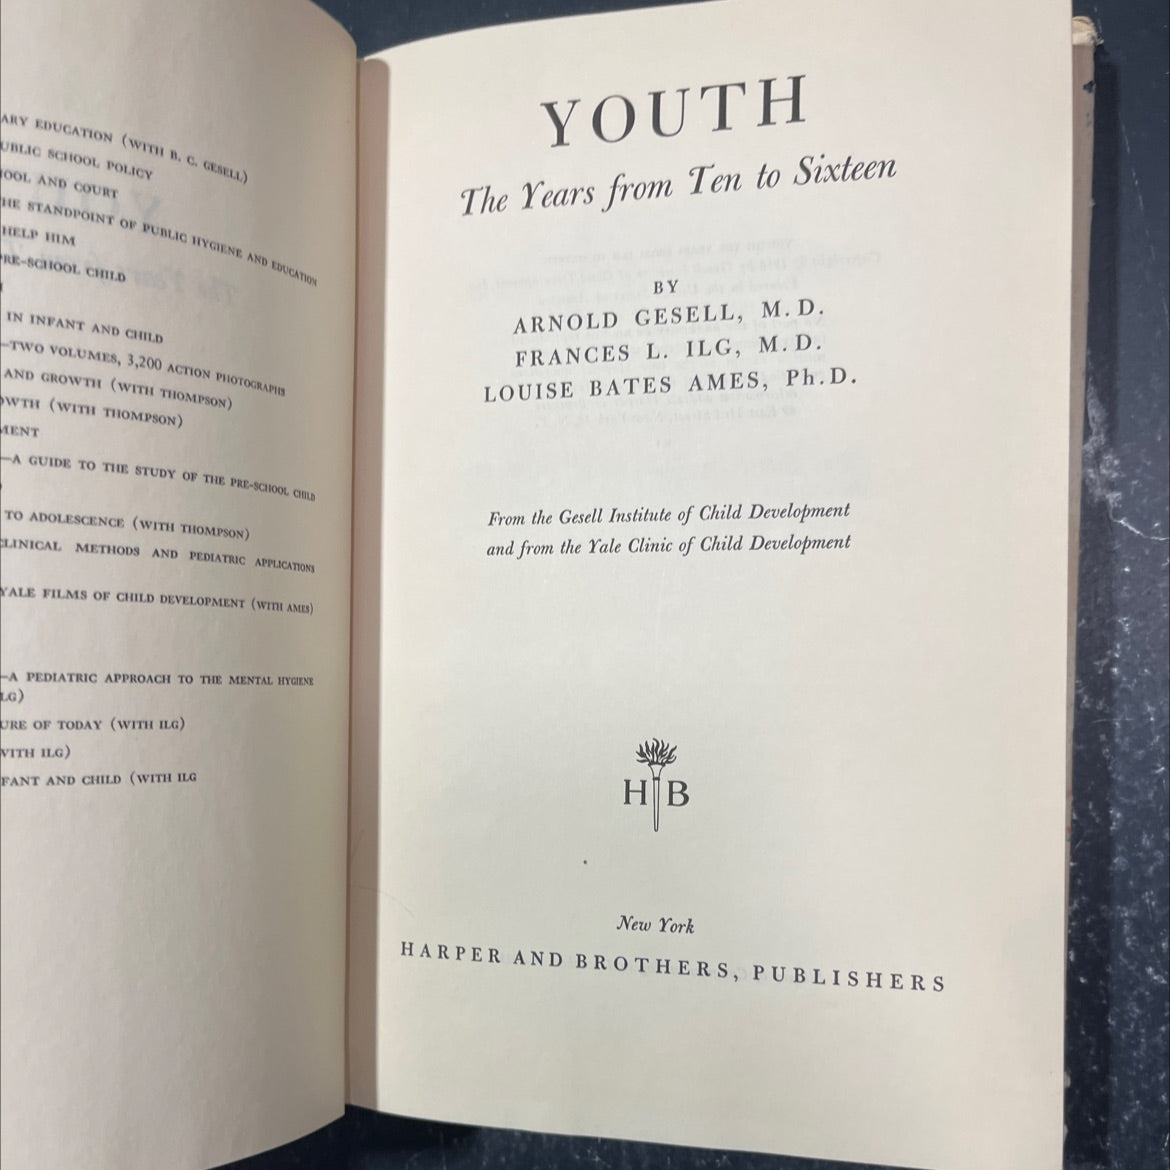 ARY EDUCATION (WITH B. C. GESELL)
UBLIC SCHOOL POLICY
OOL AND COURT
HE STANDPOINT OF PUBLIC HYGIENE AND EDUCATION
HELP HIM
RE-SCHOOL CHILD
IN INFANT AND CHILD
—TWO VOLUMES, 3,200 ACTION PHOTOGRAPHS
AND GROWTH (WITH THOMPSON)
OWTH (WITH THOMPSON)
MENT
—A GUIDE TO THE STUDY OF THE PRE-SCHOOL CHILD
TO ADOLESCENCE (WITH THOMPSON)
CLINICAL METHODS AND PEDIATRIC APPLICATIONS
YALE FILMS OF CHILD DEVELOPMENT (WITH AMES)
—A PEDIATRIC APPROACH TO THE MENTAL HYGIENE
LG)
URE OF TODAY (WITH ILG)
WITH ILG)
FANT AND CHILD (WITH ILG
YOUTH
The Years from Ten to Sixteen
BY
ARNOLD GESELL, M.D.
FRANCES L. ILG, M.D.
LOUISE BATES AMES, Ph.D.
From the Gesell Institute of Child Development
and from the Yale Clinic of Child Development
H B
New York
HARPER AND BROTHERS, PUBLISHERS